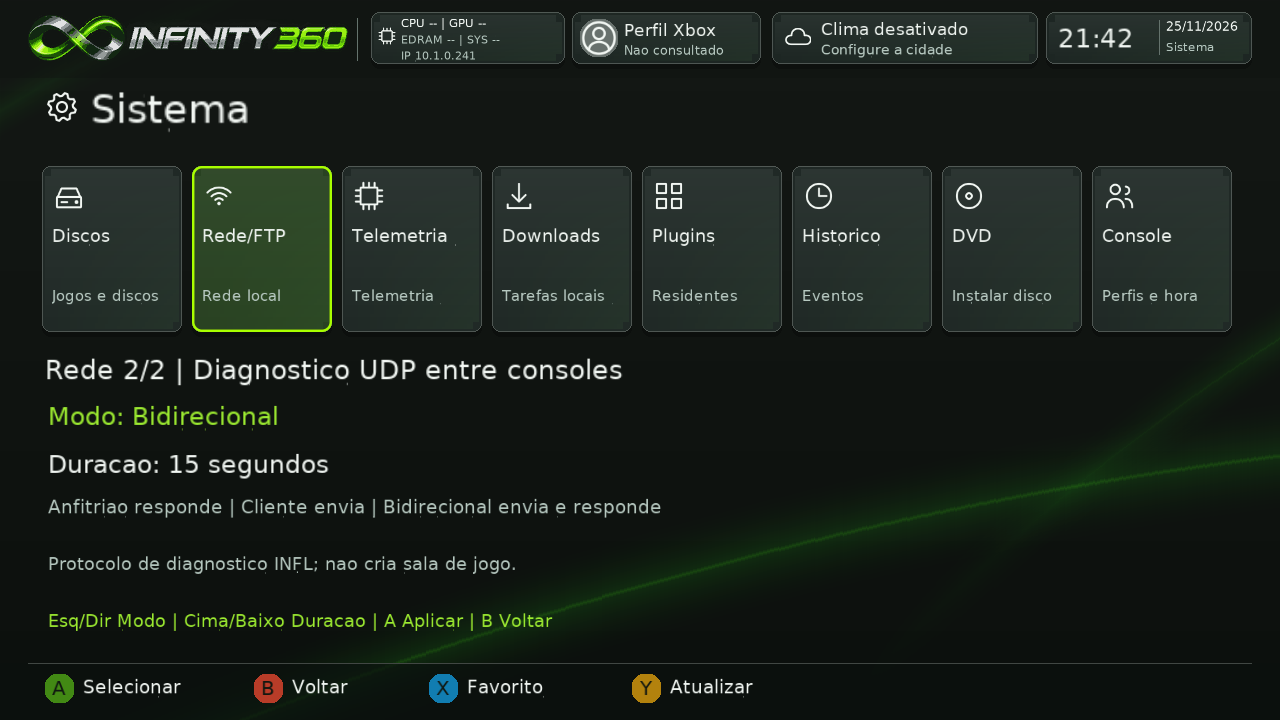 INFINITY 360
CPU -- | GPU --
EDRAM -- | SYS --
IP 10.1.0.241
Perfil Xbox
Nao consultado
Clima desativado
Configure a cidade
21:42
25/11/2026
Sistema
Sistema
Discos
Jogos e discos
Rede/FTP
Rede local
Telemetria
Telemetria
Downloads
Tarefas locais
Plugins
Residentes
Historico
Eventos
DVD
Instalar disco
Console
Perfis e hora
Rede 2/2 | Diagnostico UDP entre consoles
Modo: Bidirecional
Duracao: 15 segundos
Anfitriao responde | Cliente envia | Bidirecional envia e responde
Protocolo de diagnostico INFL; nao cria sala de jogo.
Esq/Dir Modo | Cima/Baixo Duracao | A Aplicar | B Voltar
A Selecionar
B Voltar
X Favorito
Y Atualizar